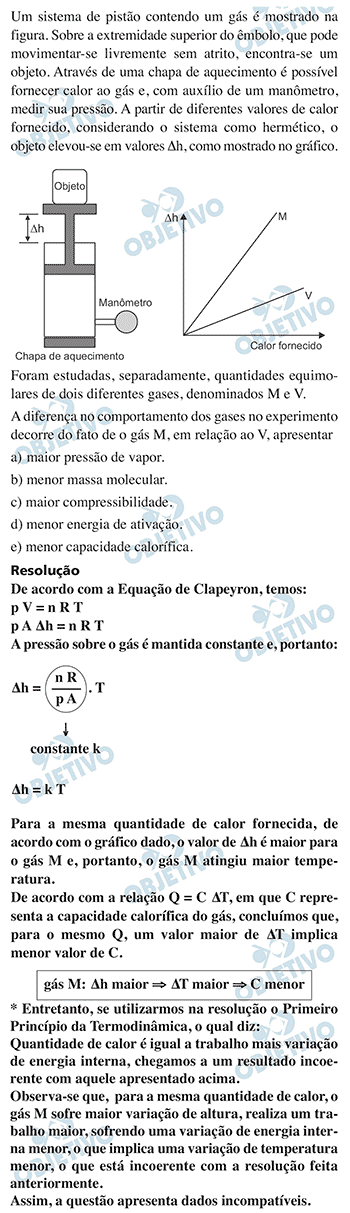 Um sistema de pistão contendo um gás é mostrado na
figura. Sobre a extremidade superior do êmbolo, que pode
movimentar-se livremente sem atrito, encontra-se um
objeto. Através de uma chapa de aquecimento é possível
fornecer calor ao gás e, com auxílio de um manômetro,
medir sua pressão. A partir de diferentes valores de calor
fornecido, considerando o sistema como hermético, o
objeto elevou-se em valores Δh, como mostrado no gráfico.
Objeto
Δh
Manômetro
Chapa de aquecimento
Δh
M
V
Calor fornecido
Foram estudadas, separadamente, quantidades equimo-
lares de dois diferentes gases, denominados M e V.
A diferença no comportamento dos gases no experimento
decorre do fato de o gás M, em relação ao V, apresentar
a) maior pressão de vapor.
b) menor massa molecular.
c) maior compressibilidade.
d) menor energia de ativação.
e) menor capacidade calorífica.
Resolução
De acordo com a Equação de Clapeyron, temos:
p V = n R T
p A Δh = n R T
A pressão sobre o gás é mantida constante e, portanto:
Δh = (n R / p A) . T
↓
constante k
Δh = k T
Para a mesma quantidade de calor fornecida, de
acordo com o gráfico dado, o valor de Δh é maior para
o gás M e, portanto, o gás M atingiu maior tempe-
ratura.
De acordo com a relação Q = C ΔT, em que C repre-
senta a capacidade calorífica do gás, concluímos que,
para o mesmo Q, um valor maior de ΔT implica
menor valor de C.
gás M: Δh maior ⇒ ΔT maior ⇒ C menor
* Entretanto, se utilizarmos na resolução o Primeiro
Princípio da Termodinâmica, o qual diz:
Quantidade de calor é igual a trabalho mais variação
de energia interna, chegamos a um resultado incoe-
rente com aquele apresentado acima.
Observa-se que, para a mesma quantidade de calor, o
gás M sofre maior variação de altura, realiza um tra-
balho maior, sofrendo uma variação de energia inter-
na menor, o que implica uma variação de temperatura
menor, o que está incoerente com a resolução feita
anteriormente.
Assim, a questão apresenta dados incompatíveis.
OBJETIVO